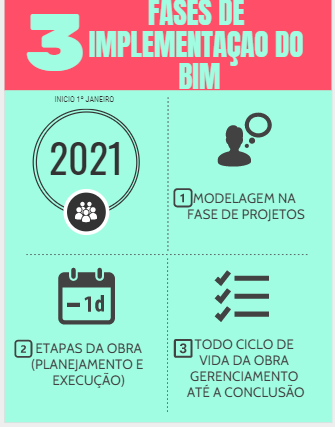 3
FASES DE
IMPLEMENTAÇAO DO
BIM
INICIO 1º JANEIRO
2021
1 MODELAGEM NA
FASE DE PROJETOS
-1d
2 ETAPAS DA OBRA
(PLANEJAMENTO E
EXECUÇÃO)
3 TODO CICLO DE
VIDA DA OBRA
GERENCIAMENTO
ATÉ A CONCLUSÃO